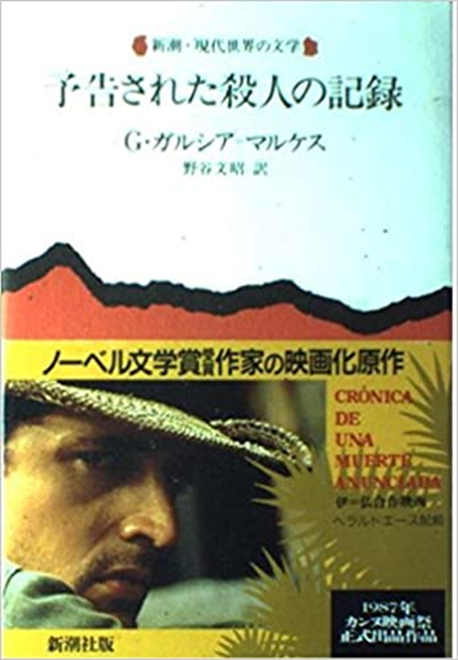 新潮・現代世界の文学
予告された殺人の記録
G・ガルシア=マルケス
野谷文昭 訳
ノーベル文学賞受賞作家の映画化原作
CRÓNICA
DE
UNA
MUERTE
ANUNCIADA
伊=仏合作映画
ヘラルドエース配給
1987年
カンヌ映画祭
正式出品作品
新潮社版